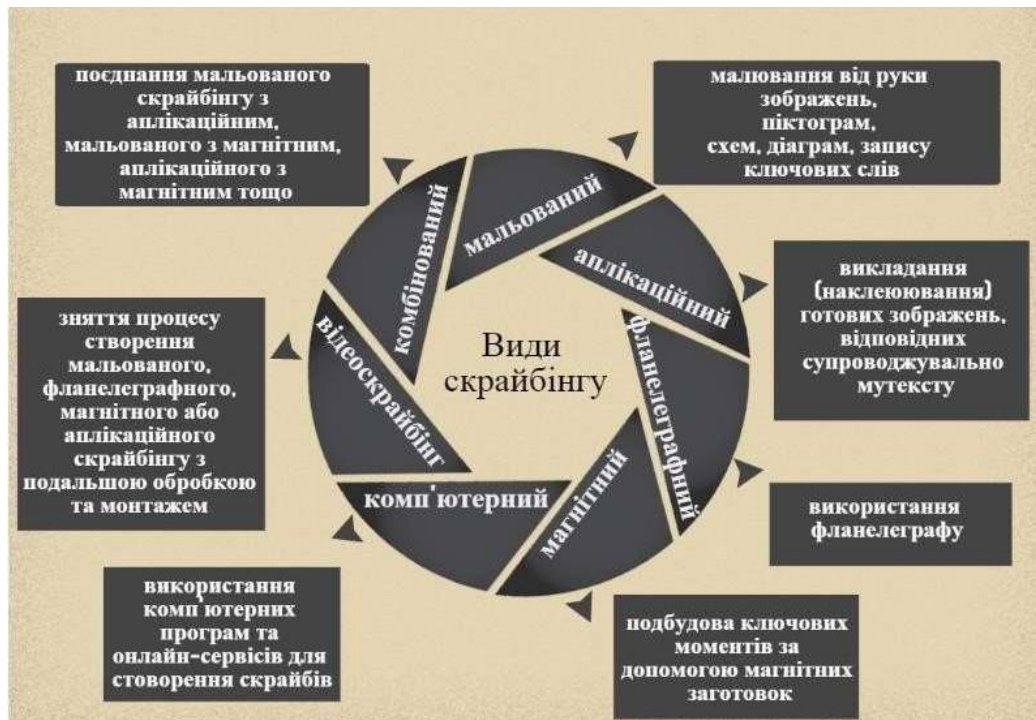 поєднання мальованого
скрайбінгу з
аплікаційним,
мальованого з магнітним,
аплікаційного з
магнітним тощо
малювання від руки
зображень,
піктограм,
схем, діаграм, запису
ключових слів
мальований
аплікаційний
фланелеграфний
магнітний
комп'ютерний
відеоскрайбінг
комбінований
Види
скрайбінгу
викладання
(наклеюювання)
готових зображень,
відповідних
супроводжувально
мутексту
зняття процесу
створення
мальованого,
фланелеграфного,
магнітного або
аплікаційного
скрайбінгу з
подальшою обробкою
та монтажем
використання
фланелеграфу
використання
комп'ютерних
програм та
онлайн-сервісів для
стоворення скрайбів
подбудова ключових
моментів за
допомогою магнітних
заготовок